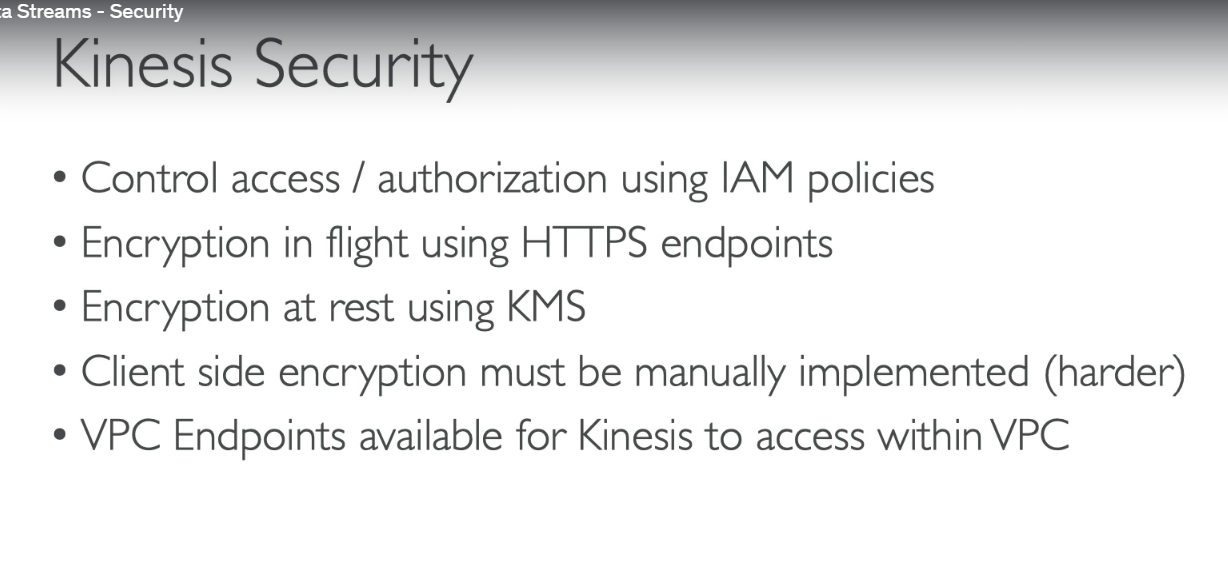 a Streams - Security
Kinesis Security
• Control access / authorization using IAM policies
• Encryption in flight using HTTPS endpoints
• Encryption at rest using KMS
• Client side encryption must be manually implemented (harder)
• VPC Endpoints available for Kinesis to access within VPC